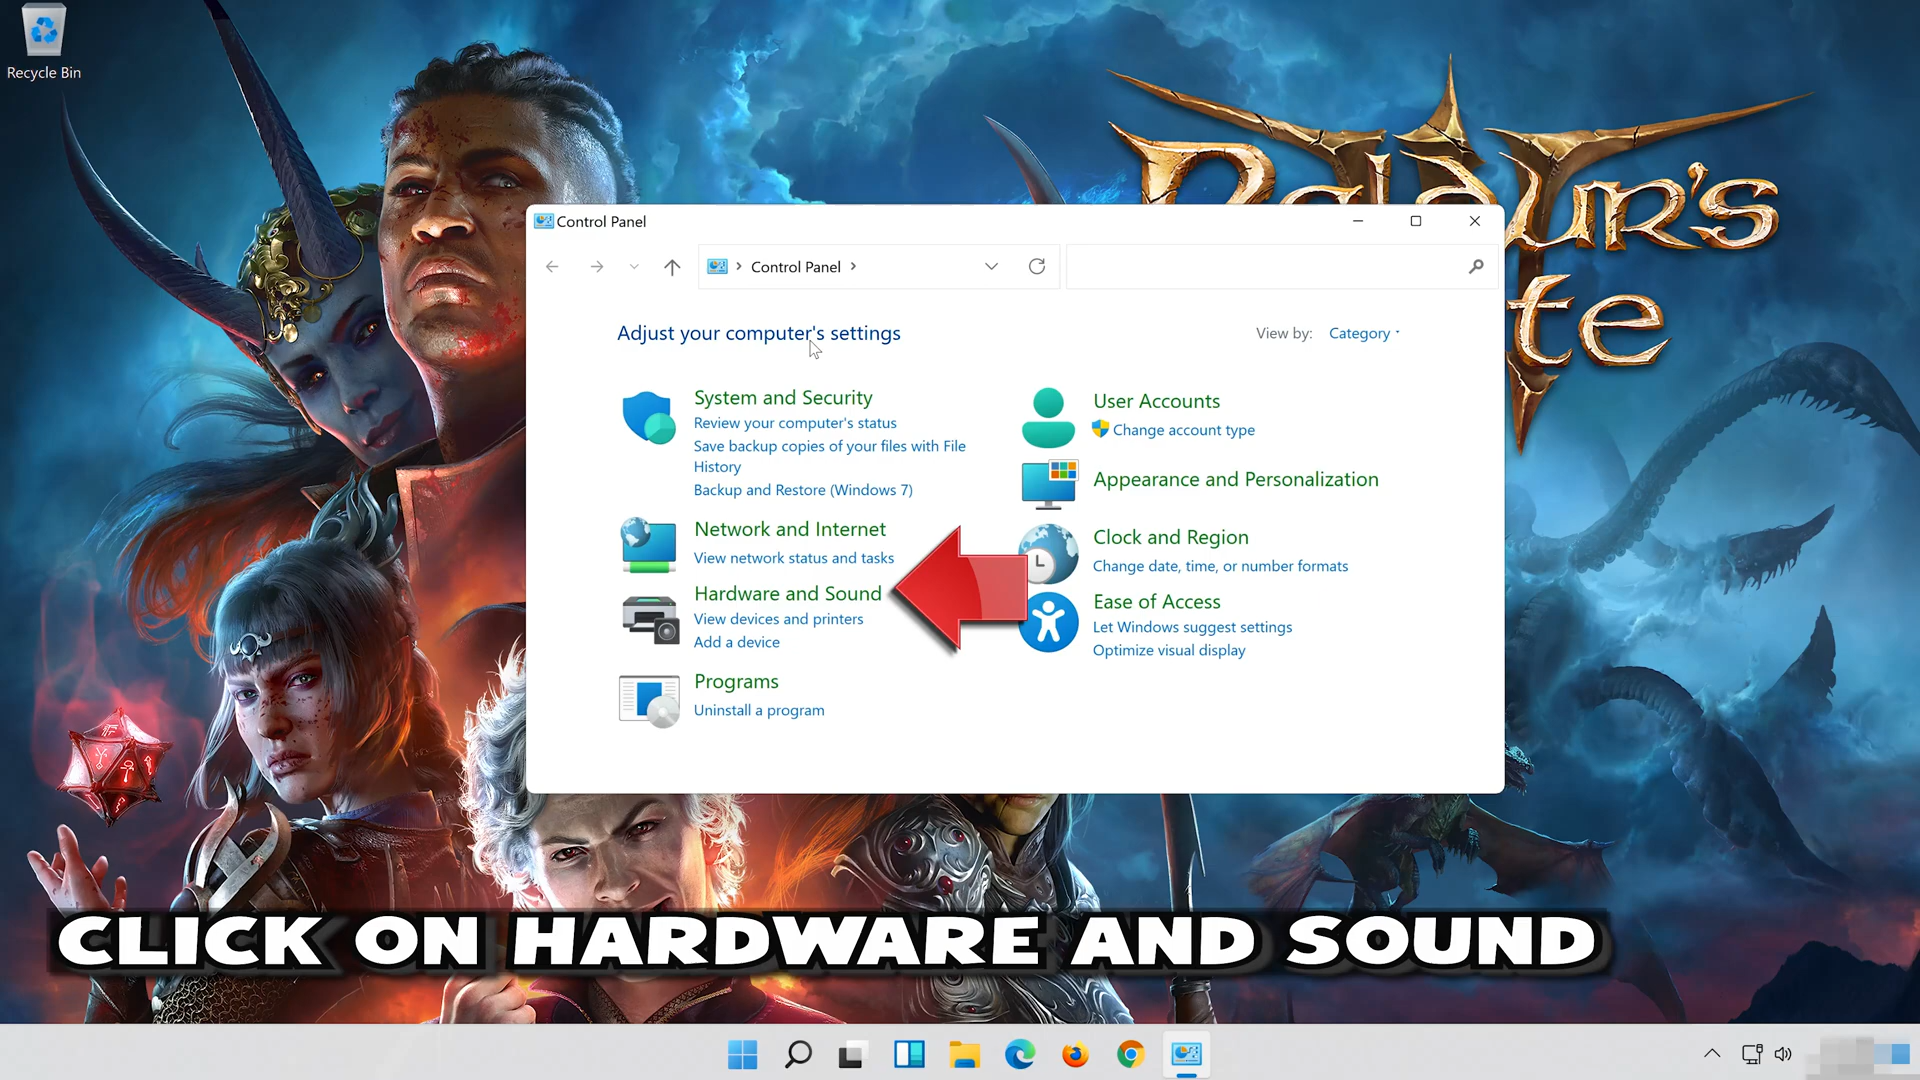 Recycle Bin
Baldur's
Gate
Control Panel
Control Panel
Adjust your computer's settings
View by: Category
System and Security
Review your computer's status
Save backup copies of your files with File
History
Backup and Restore (Windows 7)
Network and Internet
View network status and tasks
Hardware and Sound
View devices and printers
Add a device
Programs
Uninstall a program
User Accounts
Change account type
Appearance and Personalization
Clock and Region
Change date, time, or number formats
Ease of Access
Let Windows suggest settings
Optimize visual display
CLICK ON HARDWARE AND SOUND